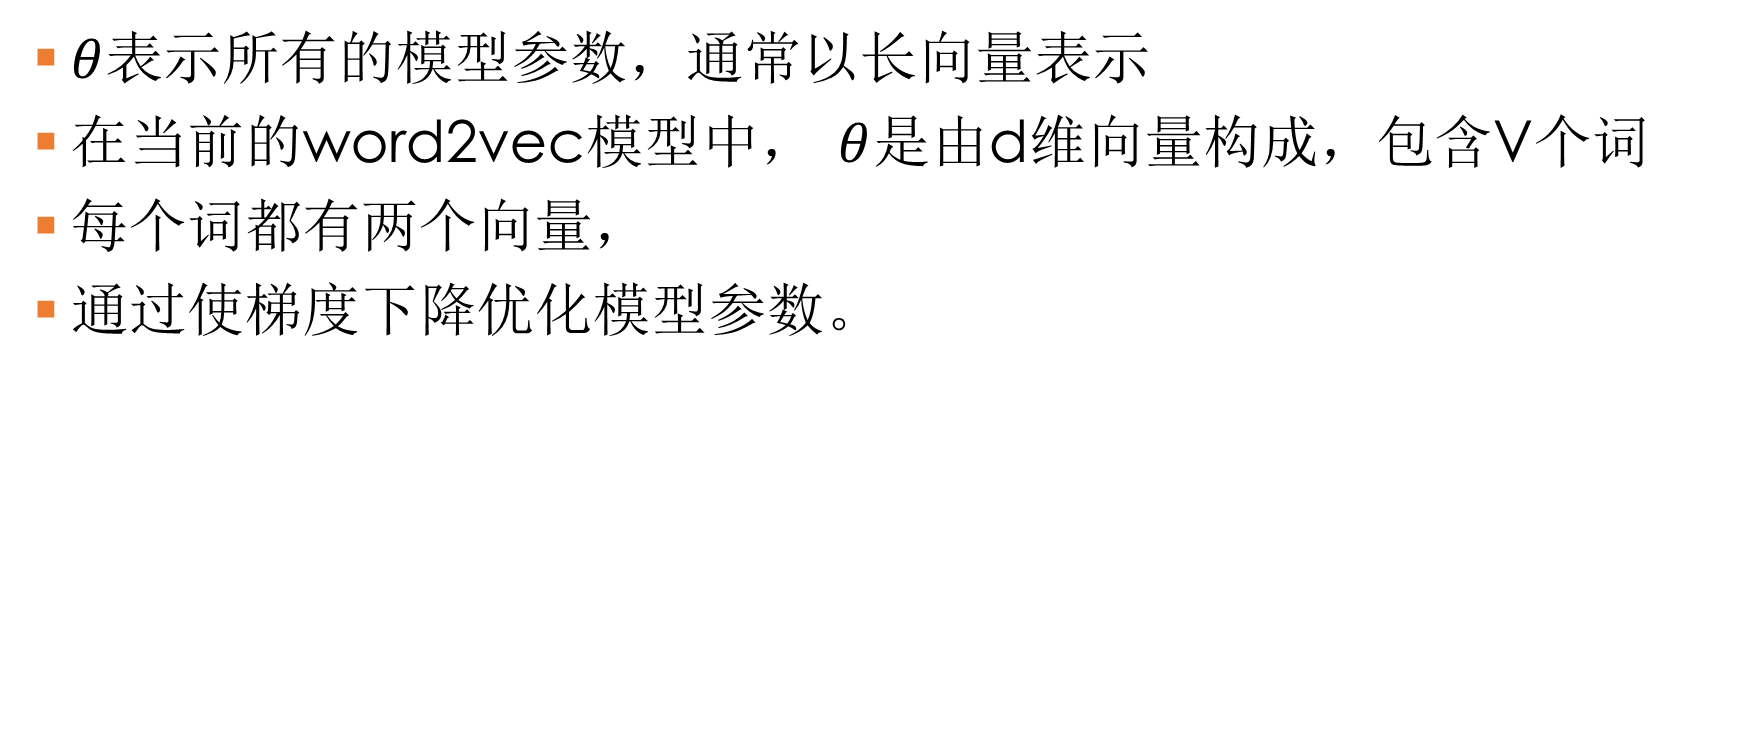 ▪ θ表示所有的模型参数，通常以长向量表示
▪ 在当前的word2vec模型中， θ是由d维向量构成，包含V个词
▪ 每个词都有两个向量，
▪ 通过使梯度下降优化模型参数。